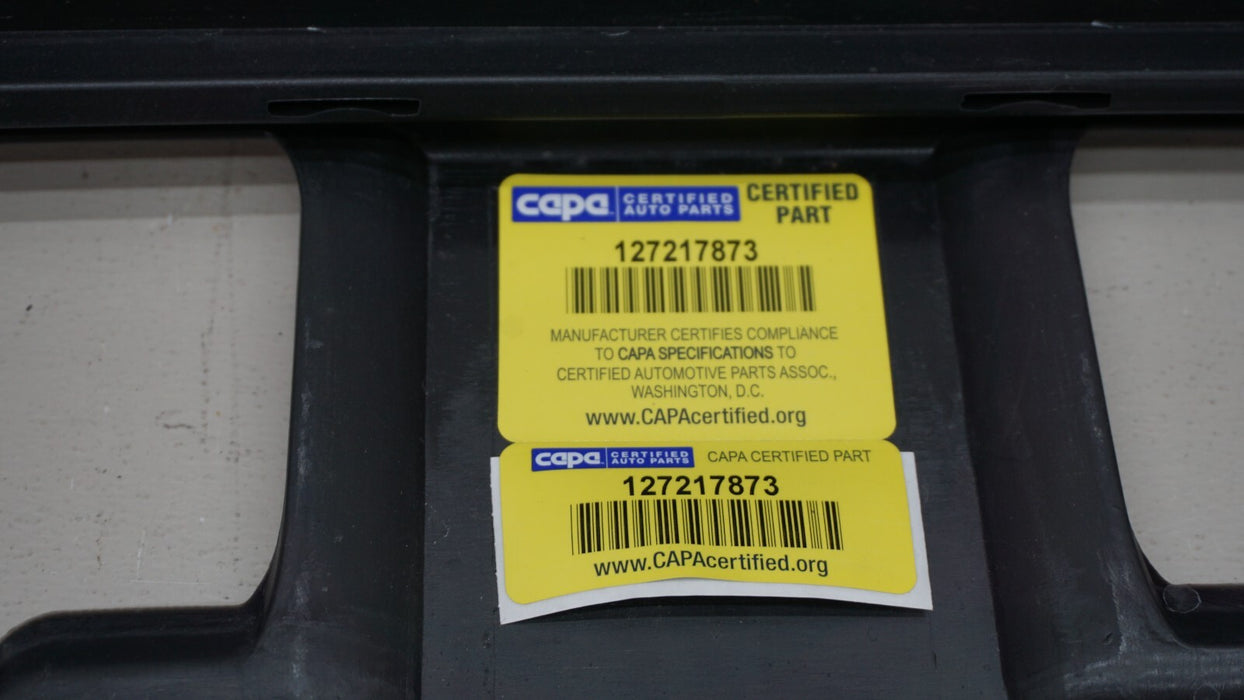 capa CERTIFIED AUTO PARTS CERTIFIED PART
127217873
MANUFACTURER CERTIFIES COMPLIANCE
TO CAPA SPECIFICATIONS TO
CERTIFIED AUTOMOTIVE PARTS ASSOC.,
WASHINGTON, D.C.
www.CAPAcertified.org
capa CERTIFIED AUTO PARTS CAPA CERTIFIED PART
127217873
www.CAPAcertified.org